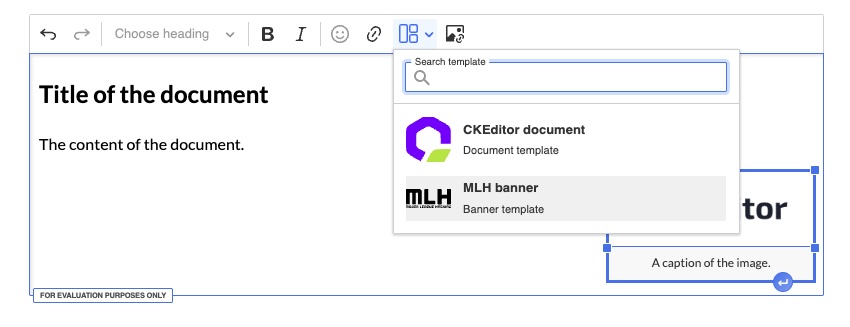 Choose heading
B I
Search template
Title of the document
CKEditor document
The content of the document.
Document template
MLH
MLH banner
Banner template
tor
A caption of the image.
FOR EVALUATION PURPOSES ONLY